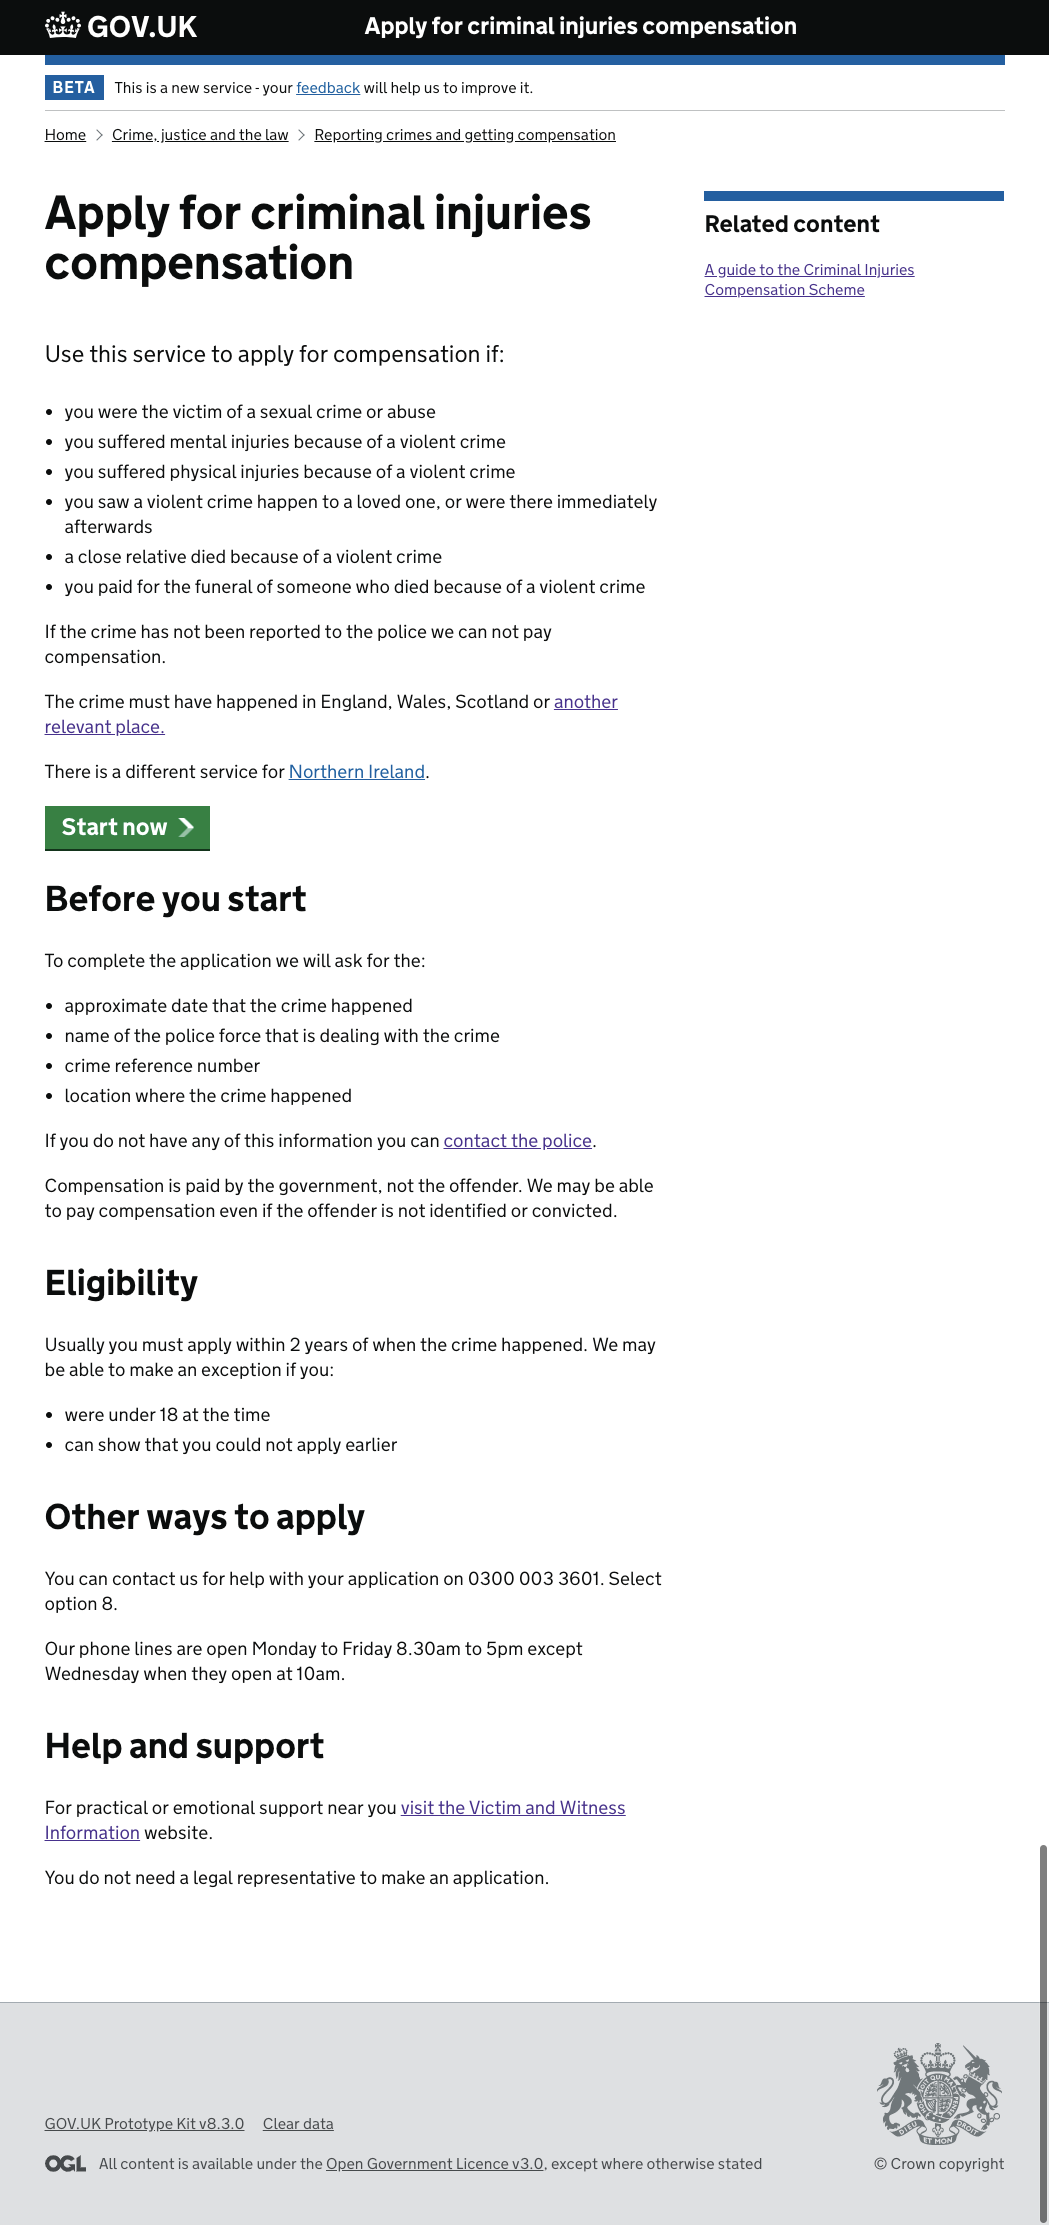 GOV.UK
Apply for criminal injuries compensation
BETA
This is a new service - your feedback will help us to improve it.
Home > Crime, justice and the law > Reporting crimes and getting compensation
Apply for criminal injuries
compensation
Related content
A guide to the Criminal Injuries
Compensation Scheme
Use this service to apply for compensation if:
• you were the victim of a sexual crime or abuse
• you suffered mental injuries because of a violent crime
• you suffered physical injuries because of a violent crime
• you saw a violent crime happen to a loved one, or were there immediately
afterwards
• a close relative died because of a violent crime
• you paid for the funeral of someone who died because of a violent crime
If the crime has not been reported to the police we can not pay
compensation.
The crime must have happened in England, Wales, Scotland or another
relevant place.
There is a different service for Northern Ireland.
Start now
Before you start
To complete the application we will ask for the:
• approximate date that the crime happened
• name of the police force that is dealing with the crime
• crime reference number
• location where the crime happened
If you do not have any of this information you can contact the police.
Compensation is paid by the government, not the offender. We may be able
to pay compensation even if the offender is not identified or convicted.
Eligibility
Usually you must apply within 2 years of when the crime happened. We may
be able to make an exception if you:
• were under 18 at the time
• can show that you could not apply earlier
Other ways to apply
You can contact us for help with your application on 0300 003 3601. Select
option 8.
Our phone lines are open Monday to Friday 8.30am to 5pm except
Wednesday when they open at 10am.
Help and support
For practical or emotional support near you visit the Victim and Witness
Information website.
You do not need a legal representative to make an application.
GOV.UK Prototype Kit v8.3.0 Clear data
OGL All content is available under the Open Government Licence v3.0, except where otherwise stated
© Crown copyright